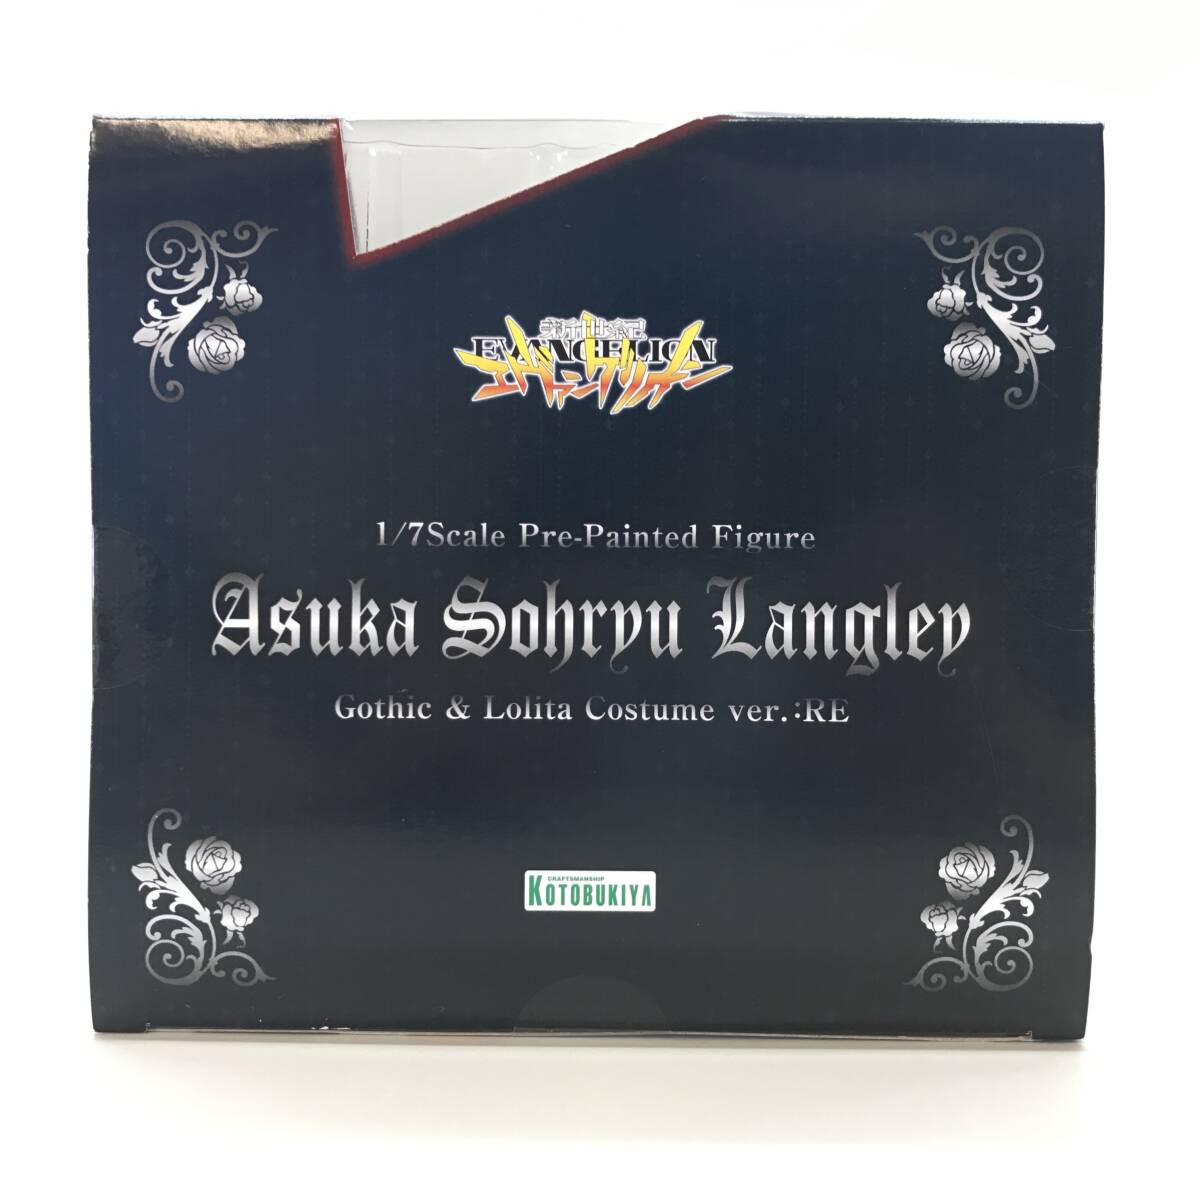 新世紀
EVANGELION
エヴァンゲリオン
1/7Scale Pre-Painted Figure
Asuka Sohryu Langley
Gothic & Lolita Costume ver.:RE
CRAFTSMANSHIP
KOTOBUKIYA